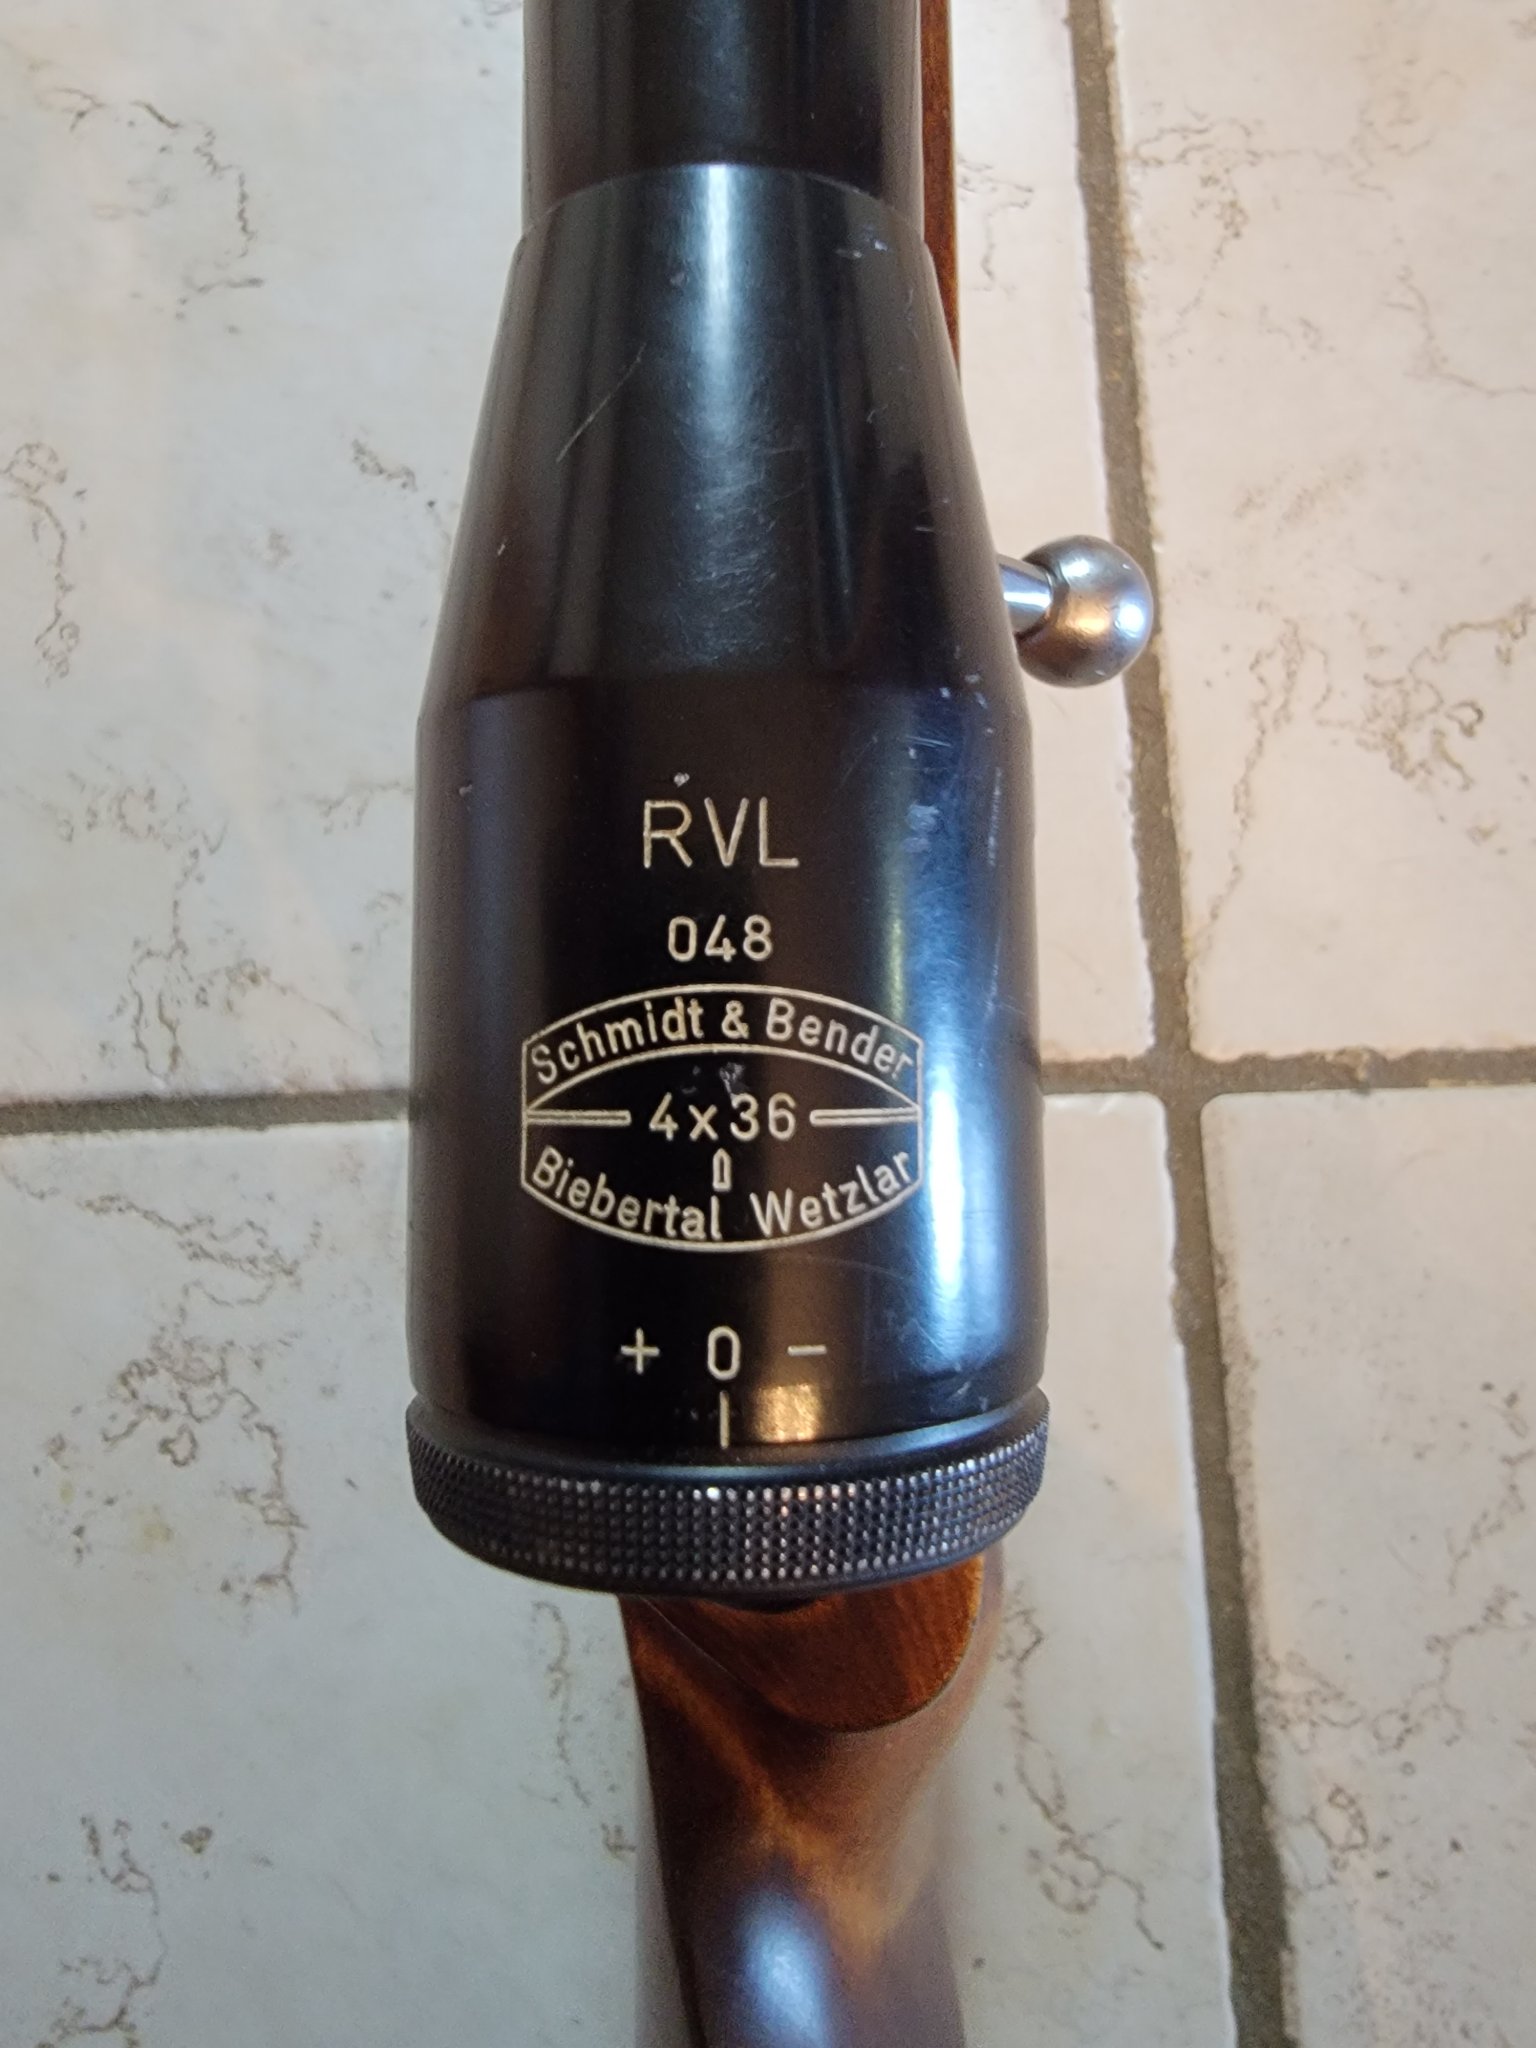 RVL
048
Schmidt & Bender
4x36
Biebertal Wetzlar
+ 0 -